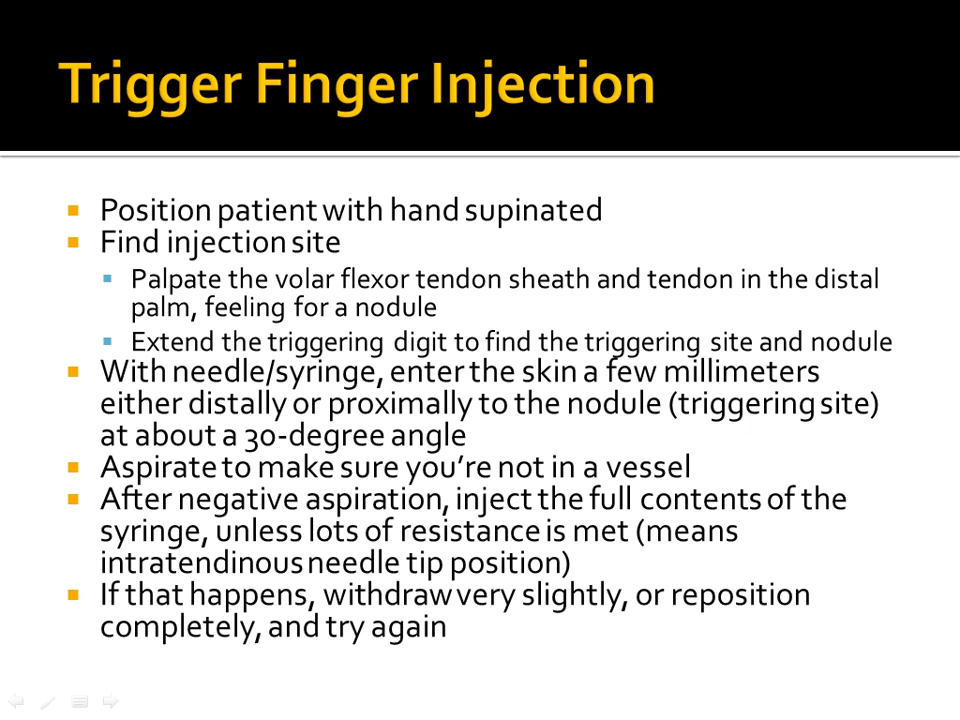 Trigger Finger Injection
Position patient with hand supinated
Find injection site
Palpate the volar flexor tendon sheath and tendon in the distal
palm, feeling for a nodule
Extend the triggering digit to find the triggering site and nodule
With needle/syringe, enter the skin a few millimeters
either distally or proximally to the nodule (triggering site)
at about a 30-degree angle
Aspirate to make sure you’re not in a vessel
After negative aspiration, inject the full contents of the
syringe, unless lots of resistance is met (means
intratendinous needle tip position)
If that happens, withdraw very slightly, or reposition
completely, and try again